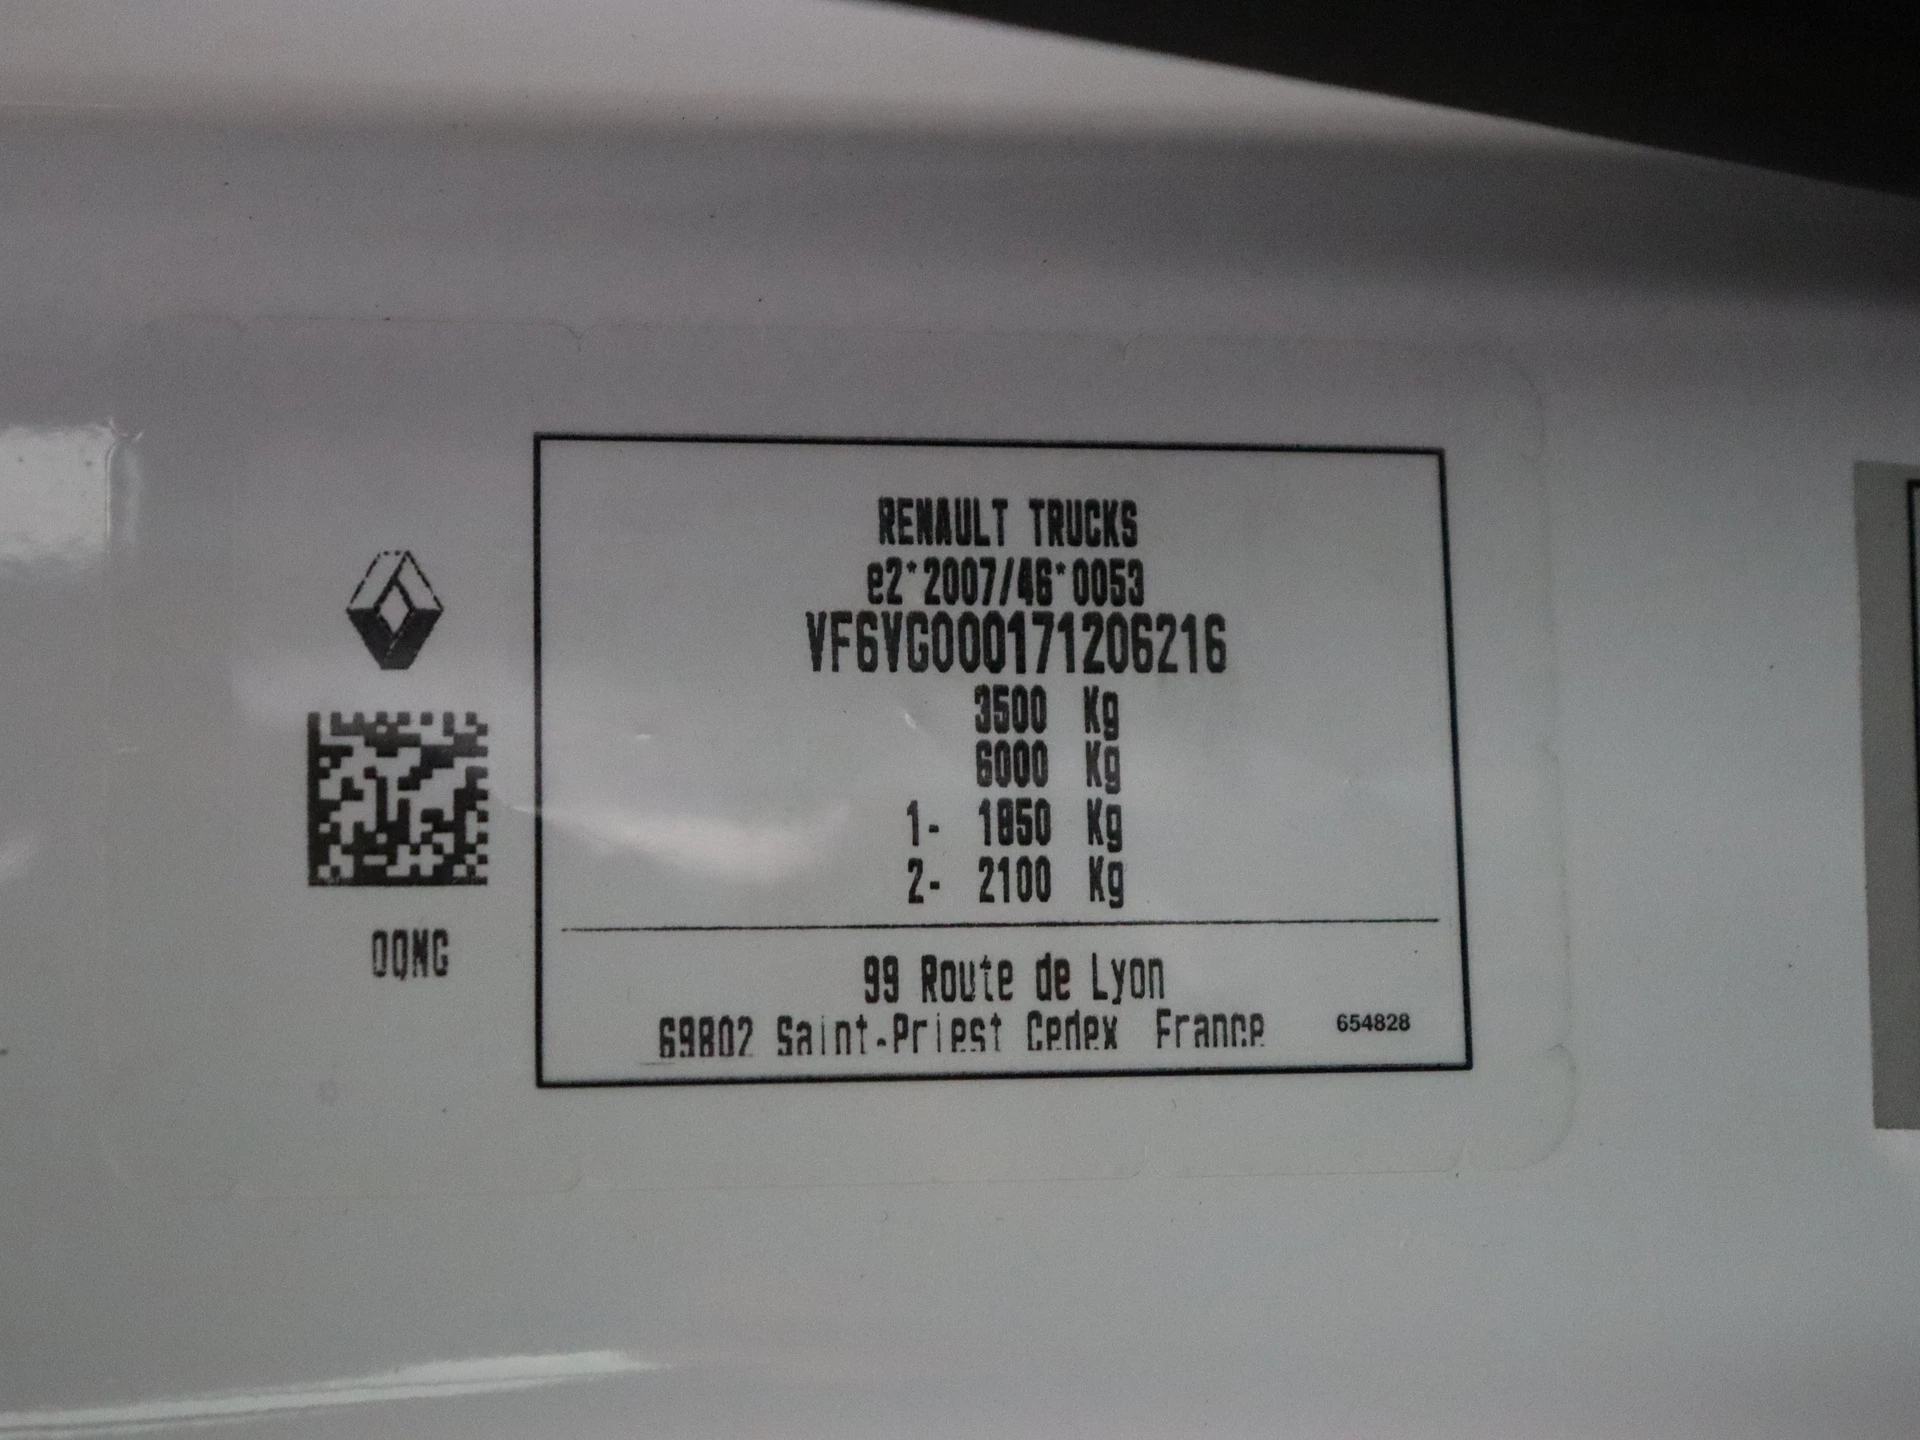 RENAULT TRUCKS
e2*2007/46*0053
VF6VG000171206216
3500 Kg
6000 Kg
1- 1850 Kg
2- 2100 Kg
OQNG
99 Route de Lyon
69802 Saint-Priest Cedex France
654828